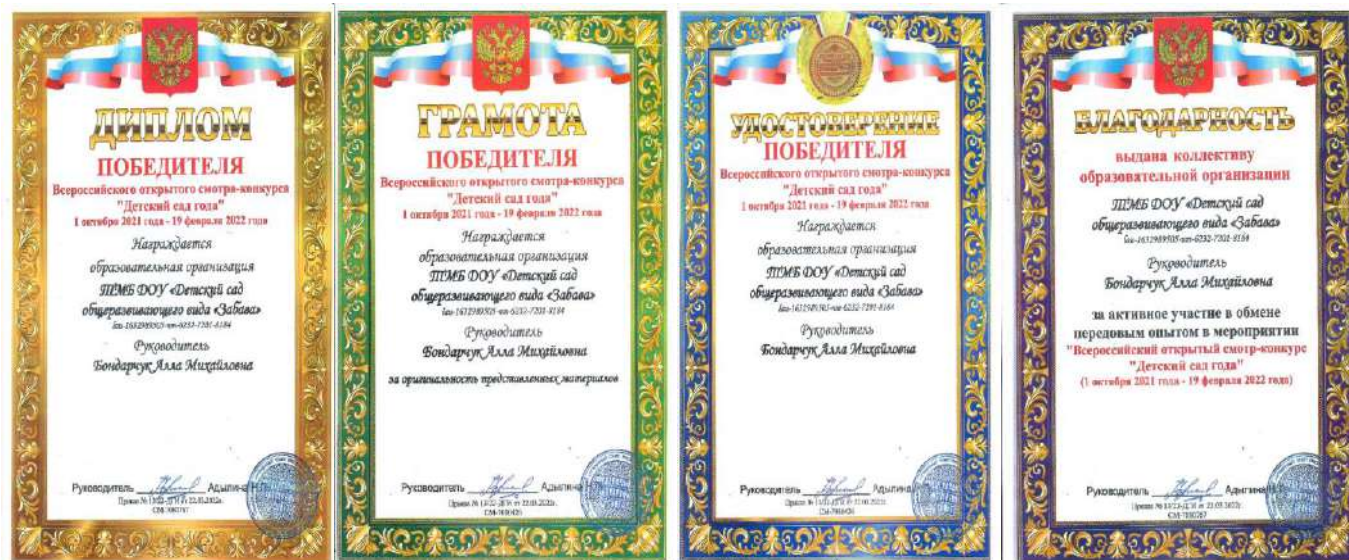 ДИПЛОМ
ПОБЕДИТЕЛЯ
Всероссийского открытого смотра-конкурса
"Детский сад года"
1 октября 2021 года - 19 февраля 2022 года
Награждается
образовательная организация
ТМБ ДОУ «Детский сад
общеразвивающего вида «Забава»
Руководитель
Бондарчук Алла Михайловна
Руководитель Адылина
ГРАМОТА
ПОБЕДИТЕЛЯ
Всероссийского открытого смотра-конкурса
"Детский сад года"
1 октября 2021 года - 19 февраля 2022 года
Награждается
образовательная организация
ТМБ ДОУ «Детский сад
общеразвивающего вида «Забава»
Руководитель
Бондарчук Алла Михайловна
за оригинальность представленных материалов
Руководитель Адылина
УДОСТОВЕРЕНИЕ
ПОБЕДИТЕЛЯ
Всероссийского открытого смотра-конкурса
"Детский сад года"
1 октября 2021 года - 19 февраля 2022 года
Награждается
образовательная организация
ТМБ ДОУ «Детский сад
общеразвивающего вида «Забава»
Руководитель
Бондарчук Алла Михайловна
Руководитель Адылина
БЛАГОДАРНОСТЬ
выдана коллективу
образовательной организации
ТМБ ДОУ «Детский сад
общеразвивающего вида «Забава»
Руководитель
Бондарчук Алла Михайловна
за активное участие в обмене
передовым опытом в мероприятии
"Всероссийский открытый смотр-конкурс
"Детский сад года"
(1 октября 2021 года - 19 февраля 2022 года)
Руководитель Адылина